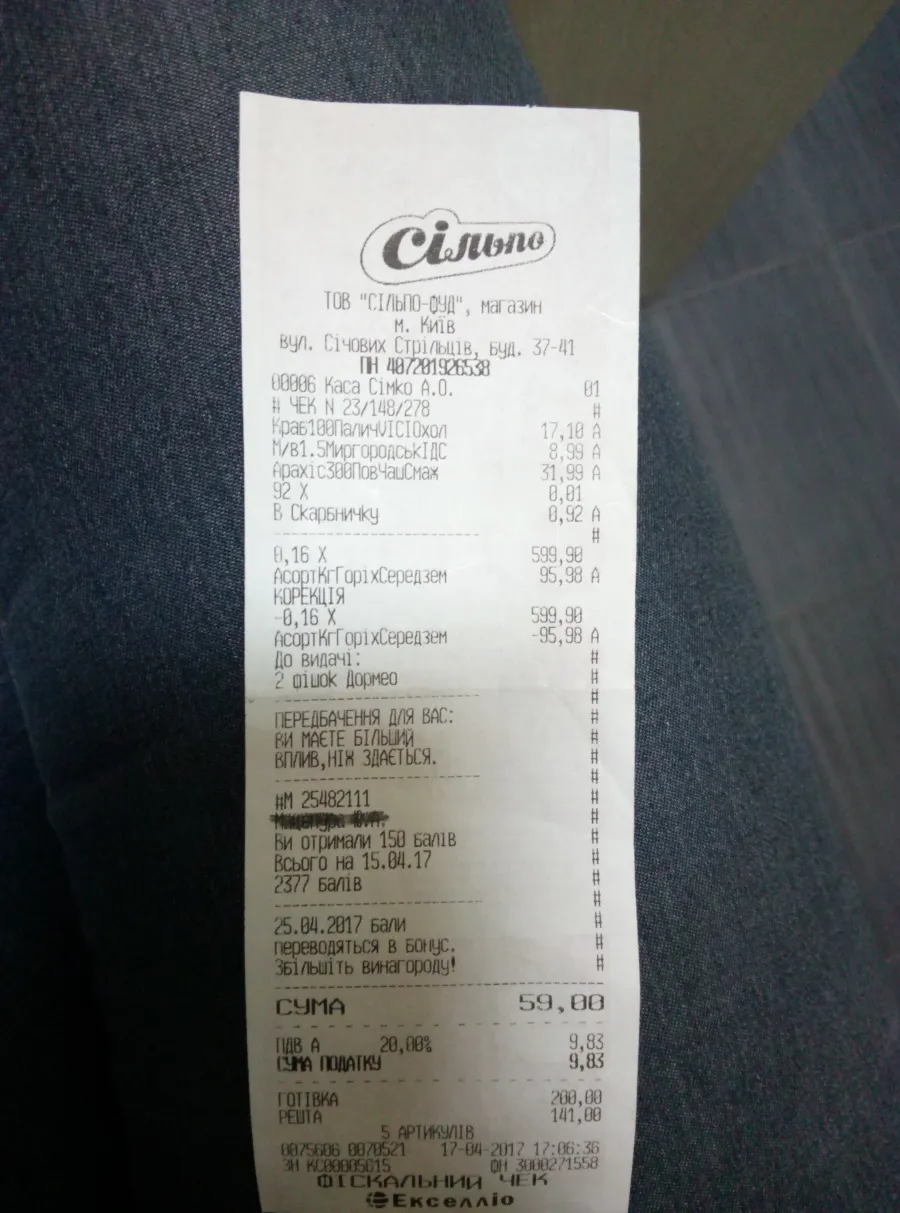 Сільпо
ТОВ "СІЛЬПО-ФУД", магазин
м. Київ
вул. Січових Стрільців, буд. 37-41
ПН 407201926538
00006 Каса Сімко А.О. 01
# ЧЕК N 23/148/278 #
Краб100ПаличVICIОхол 17,10 А
М/в1.5МиргородськІДС 8,99 А
Арахіс300ПовЧашСмаж 31,99 А
92 X 0,01
В Скарбничку 0,92 А
#
0,16 X 599,90
АсортКгГоріхСередзем 95,98 А
КОРЕКЦІЯ
-0,16 X 599,90
АсортКгГоріхСередзем -95,98 А
До видачі: #
2 фішок Дормео #
#
ПЕРЕДБАЧЕННЯ ДЛЯ ВАС: #
ВИ МАЄТЕ БІЛЬШИЙ #
ВПЛИВ,НІЖ ЗДАЄТЬСЯ. #
#
#М 25482111 #
#
Ви отримали 150 балів #
Всього на 15.04.17 #
2377 балів #
#
25.04.2017 бали #
переводяться в бонус. #
Збільшіть винагороду! #
СУМА 59,00
ПДВ А 20,00% 9,83
СУМА ПОДАТКУ 9,83
ГОТІВКА 200,00
РЕШТА 141,00
5 АРТИКУЛІВ
0075606 0070521 17-04-2017 17:06:36
ЗН КС00005615 ФН 3000271558
ФІСКАЛЬНИЙ ЧЕК
Екселліо